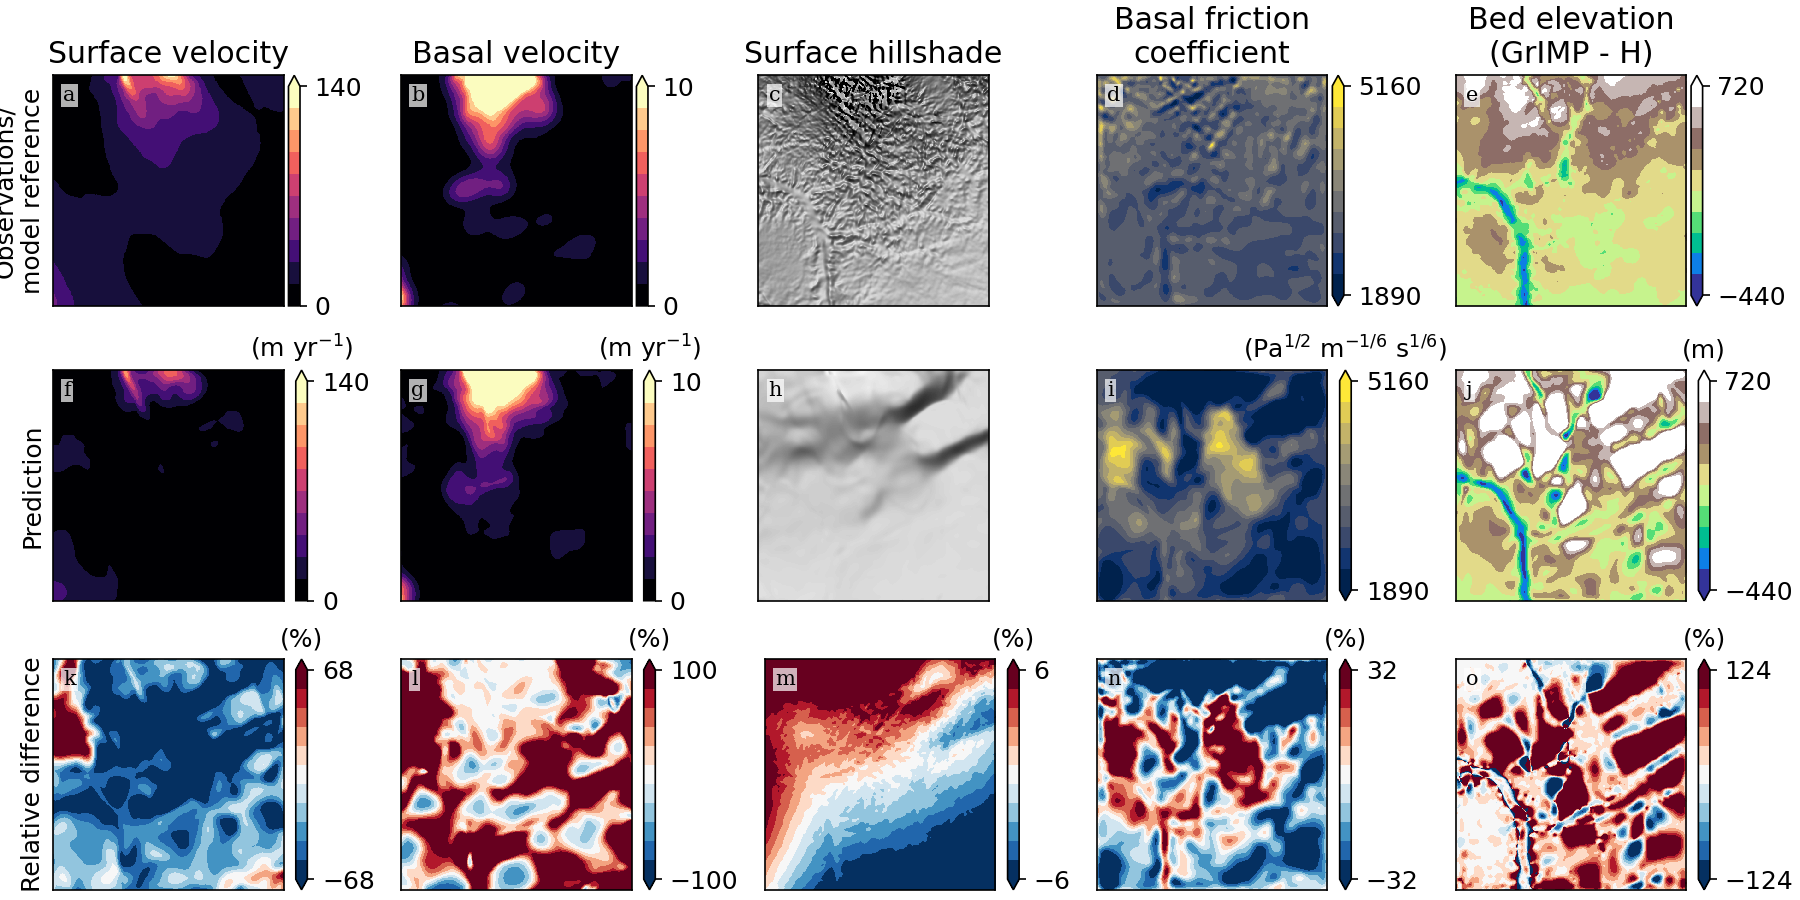 Surface velocity
Basal velocity
Surface hillshade
Basal friction
coefficient
Bed elevation
(GrIMP - H)
Observations/
model reference
a
140
0
b
10
0
c
d
5160
1890
e
720
−440
(m yr⁻¹)
(m yr⁻¹)
(Pa^1/2 m^−1/6 s^1/6)
(m)
Prediction
f
140
0
g
10
0
h
i
5160
1890
j
720
−440
(%)
(%)
(%)
(%)
(%)
Relative difference
k
68
−68
l
100
−100
m
6
−6
n
32
−32
o
124
−124